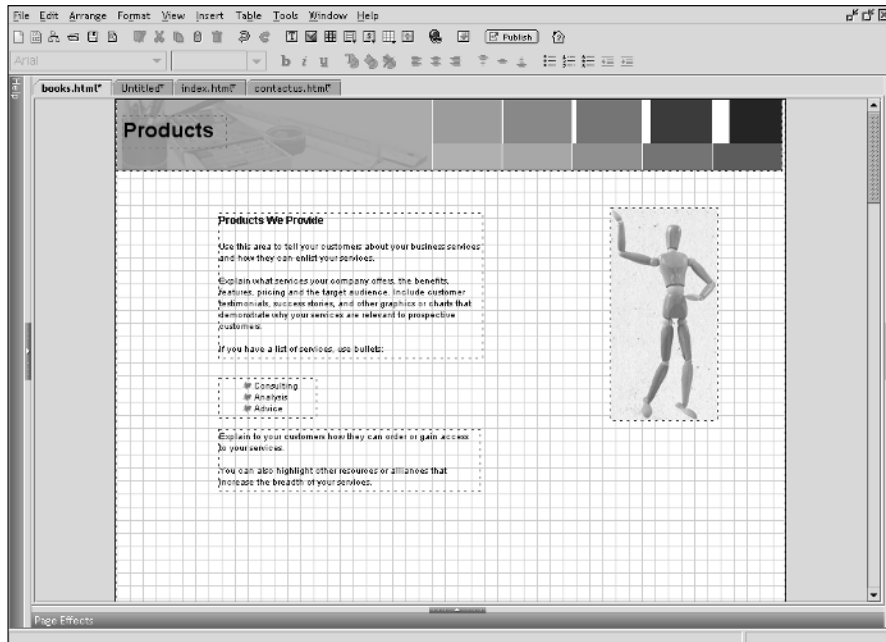 File Edit Arrange Format View Insert Table Tools Window Help
Publish
Arial
Help
books.html* Untitled* index.html* contactus.html*
Products
Products We Provide
Use this area to tell your customers about your business services
and how they can enlist your services.
Explain what services your company offers, the benefits,
features, pricing and the target audience. Include customer
testimonials, success stories, and other graphics or charts that
demonstrate why your services are relevant to prospective
customers.
If you have a list of services, use bullets:
Consulting
Analysis
Advice
Explain to your customers how they can order or gain access
to your services.
You can also highlight other resources or alliances that
increase the breadth of your services.
Page Effects